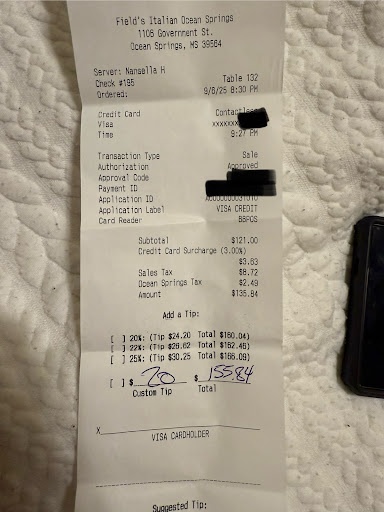 Field's Italian Ocean Springs
1106 Government St.
Ocean Springs, MS 39564
Server: Nansella H
Check #195 Table 132
Ordered: 9/6/25 8:30 PM
Credit Card
Visa xxxxxxx
Time 9:27 PM
Transaction Type Sale
Authorization Approved
Approval Code
Payment ID
Application ID
Application Label VISA CREDIT
Card Reader BBPOS
Subtotal $121.00
Credit Card Surcharge (3.00%)
$3.63
Sales Tax $8.72
Ocean Springs Tax $2.49
Amount $135.84
Add a Tip:
[ ] 20%: (Tip $24.20 Total $160.04)
[ ] 22%: (Tip $26.62 Total $162.46)
[ ] 25%: (Tip $30.25 Total $166.09)
[ ] $ 20 $ 155.84
Custom Tip Total
X
VISA CARDHOLDER
Suggested Tip: